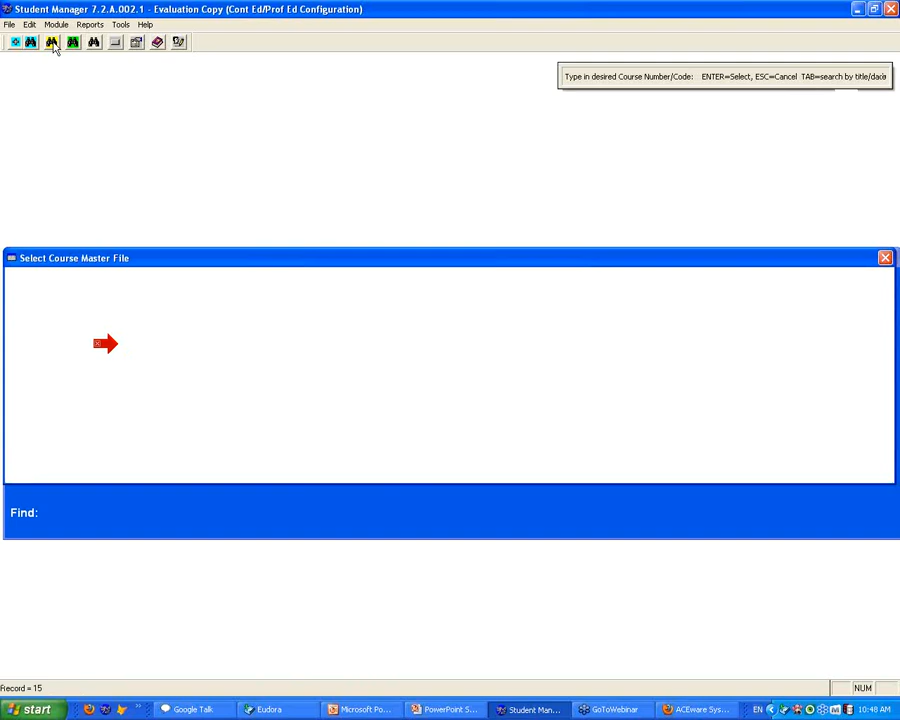 Student Manager 7.2.A.002.1 - Evaluation Copy (Cont Ed/Prof Ed Configuration)
File Edit Module Reports Tools Help
Type in desired Course Number/Code: ENTER=Select, ESC=Cancel TAB=search by title/
Select Course Master File
Find:
Record = 15
NUM
start
Google Talk
Eudora
Microsoft Po...
PowerPoint S...
Student Man...
GoToWebinar
ACEware Sys...
EN
10:48 AM